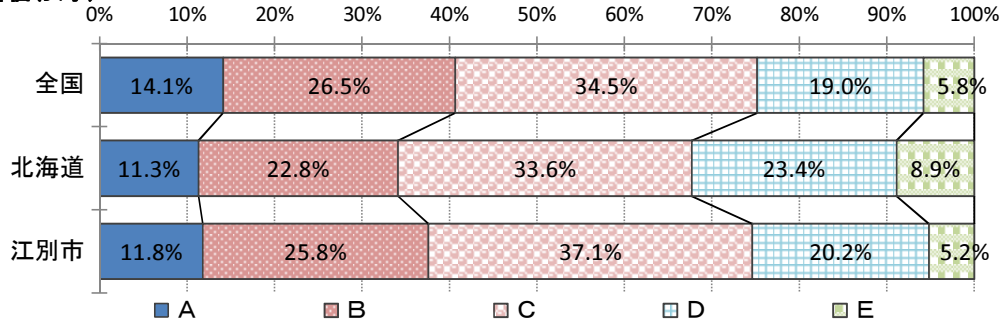 0% 10% 20% 30% 40% 50% 60% 70% 80% 90% 100%
全国 14.1% 26.5% 34.5% 19.0% 5.8%
北海道 11.3% 22.8% 33.6% 23.4% 8.9%
江別市 11.8% 25.8% 37.1% 20.2% 5.2%
A B C D E